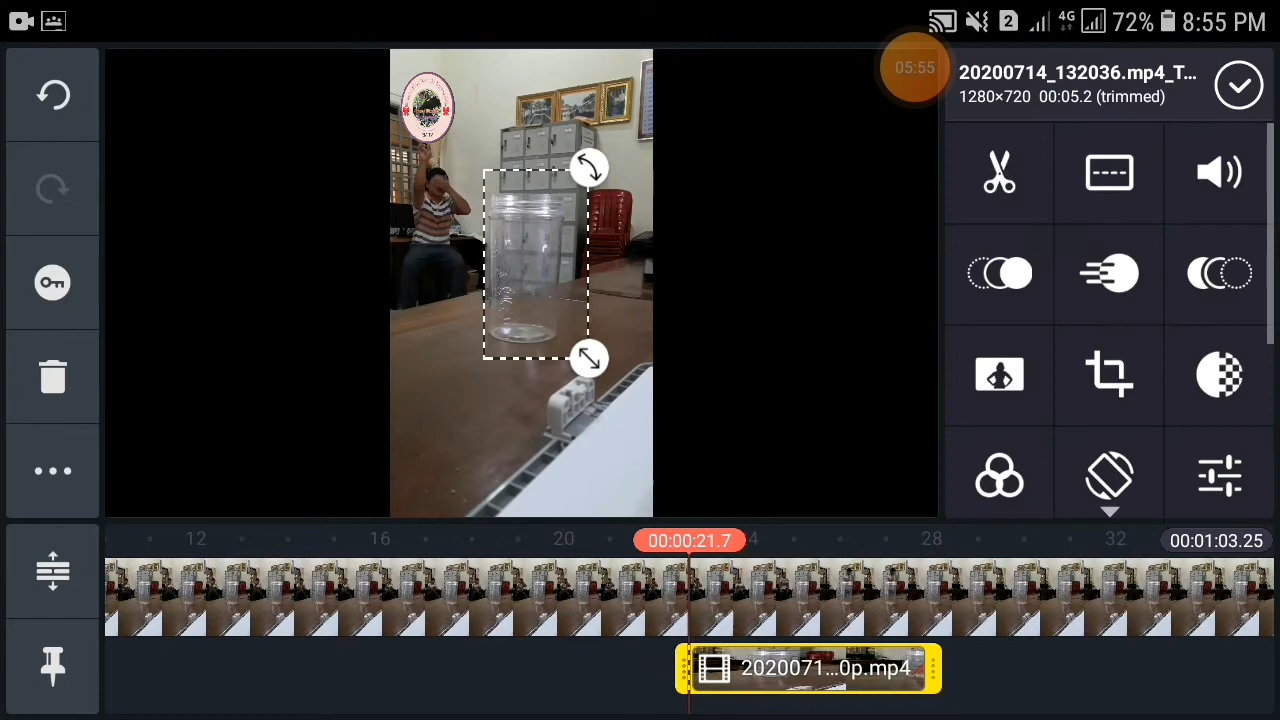 2 4G 72% 8:55 PM
05:55
20200714_132036.mp4_T...
1280×720 00:05.2 (trimmed)
12 16 20 4 28 32
00:00:21.7
00:01:03.25
2020071...0p.mp4